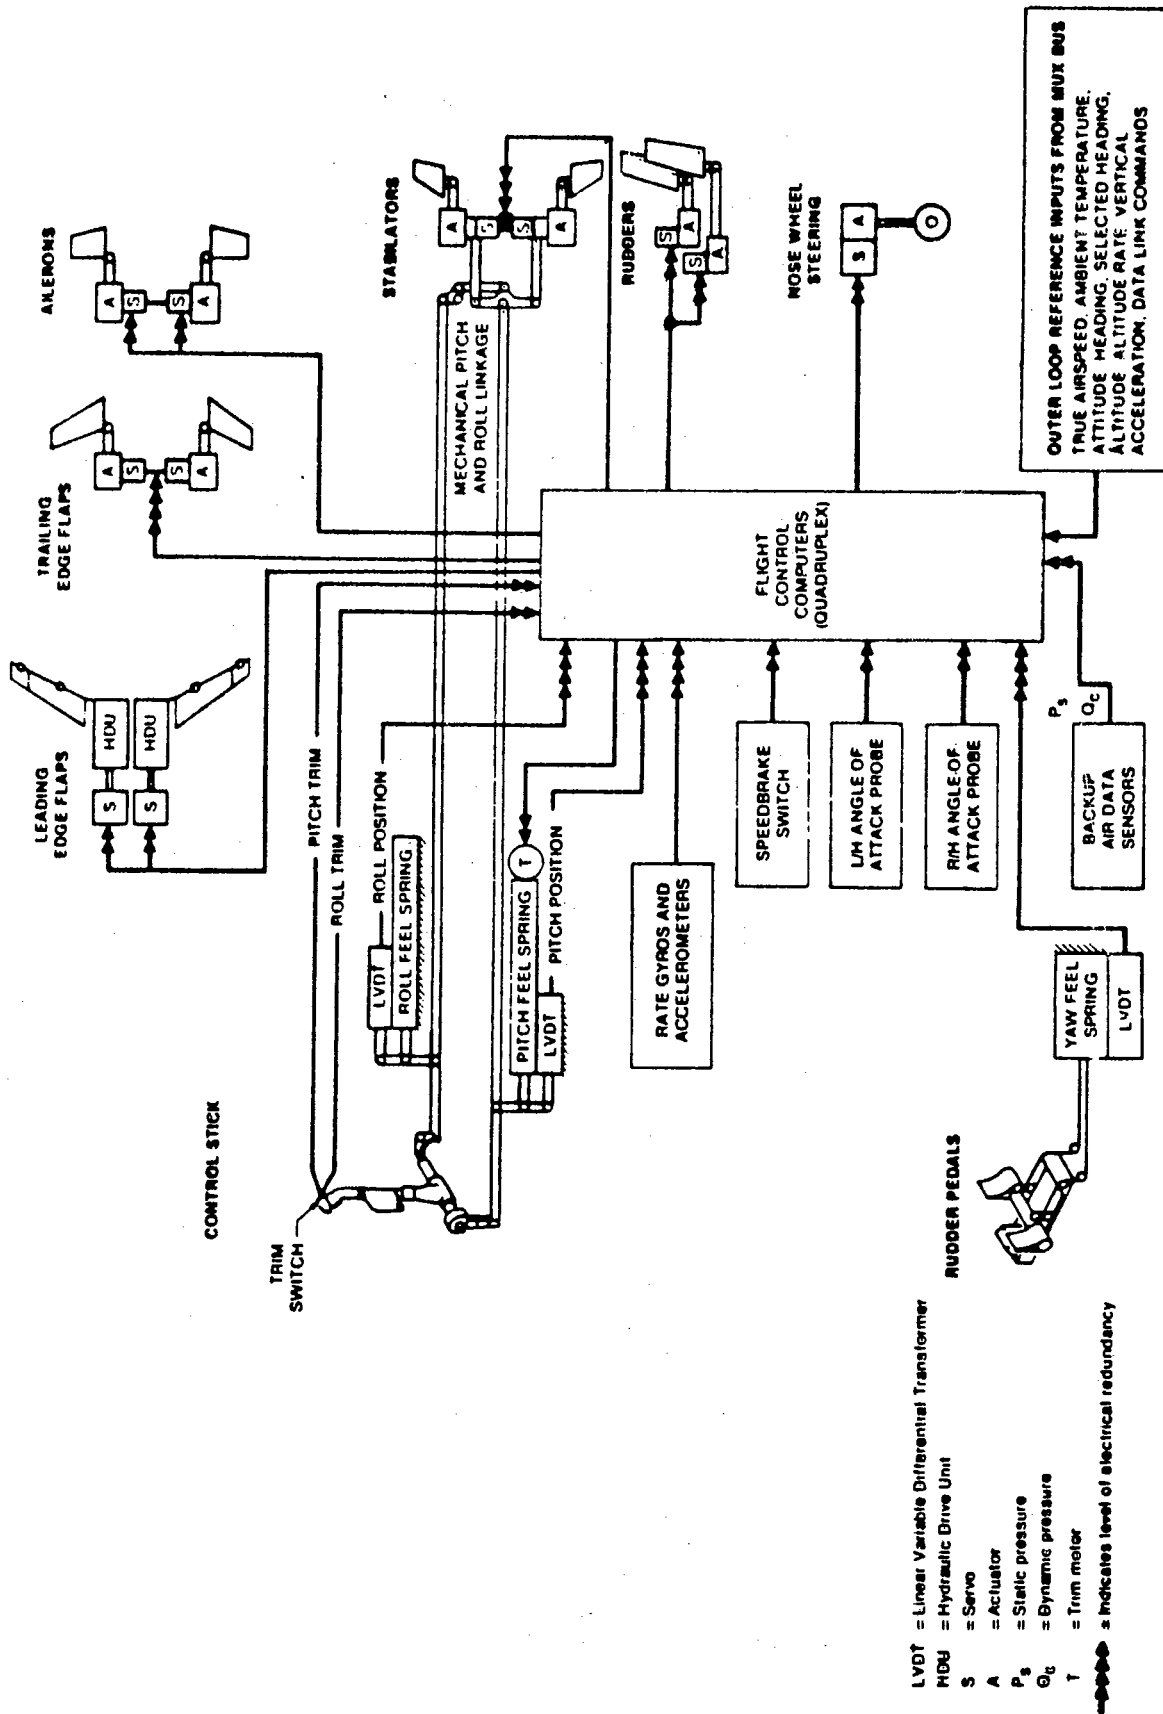 LEADING
EDGE FLAPS
S
HDU
S
HDU
TRAILING
EDGE FLAPS
A
S
S
A
AILERONS
A
S
S
A
CONTROL STICK
TRIM
SWITCH
PITCH TRIM
ROLL TRIM
LVDT
ROLL POSITION
ROLL FEEL SPRING
MECHANICAL PITCH
AND ROLL LINKAGE
STABILATORS
A
S
S
A
PITCH FEEL SPRING
T
LVDT
PITCH POSITION
RATE GYROS AND
ACCELEROMETERS
FLIGHT
CONTROL
COMPUTERS
(QUADRUPLEX)
RUDDERS
S
A
S
A
SPEEDBRAKE
SWITCH
L/H ANGLE OF
ATTACK PROBE
R/H ANGLE-OF-
ATTACK PROBE
NOSE WHEEL
STEERING
S
A
RUDDER PEDALS
YAW FEEL
SPRING
LVDT
BACKUP
AIR DATA
SENSORS
Ps
Qc
OUTER LOOP REFERENCE INPUTS FROM MUX BUS
TRUE AIRSPEED, AMBIENT TEMPERATURE,
ATTITUDE HEADING, SELECTED HEADING,
ALTITUDE ALTITUDE RATE VERTICAL
ACCELERATION, DATA LINK COMMANDS
LVDT = Linear Variable Differential Transformer
HDU = Hydraulic Drive Unit
S = Servo
A = Actuator
Ps = Static pressure
Qc = Dynamic pressure
T = Trim motor
= Indicates level of electrical redundancy